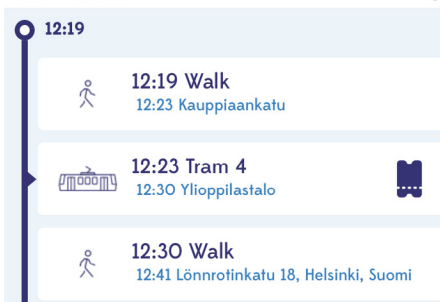 12:19
12:19 Walk
12:23 Kauppiaankatu
12:23 Tram 4
12:30 Ylioppilastalo
12:30 Walk
12:41 Lönnrotinkatu 18, Helsinki, Suomi